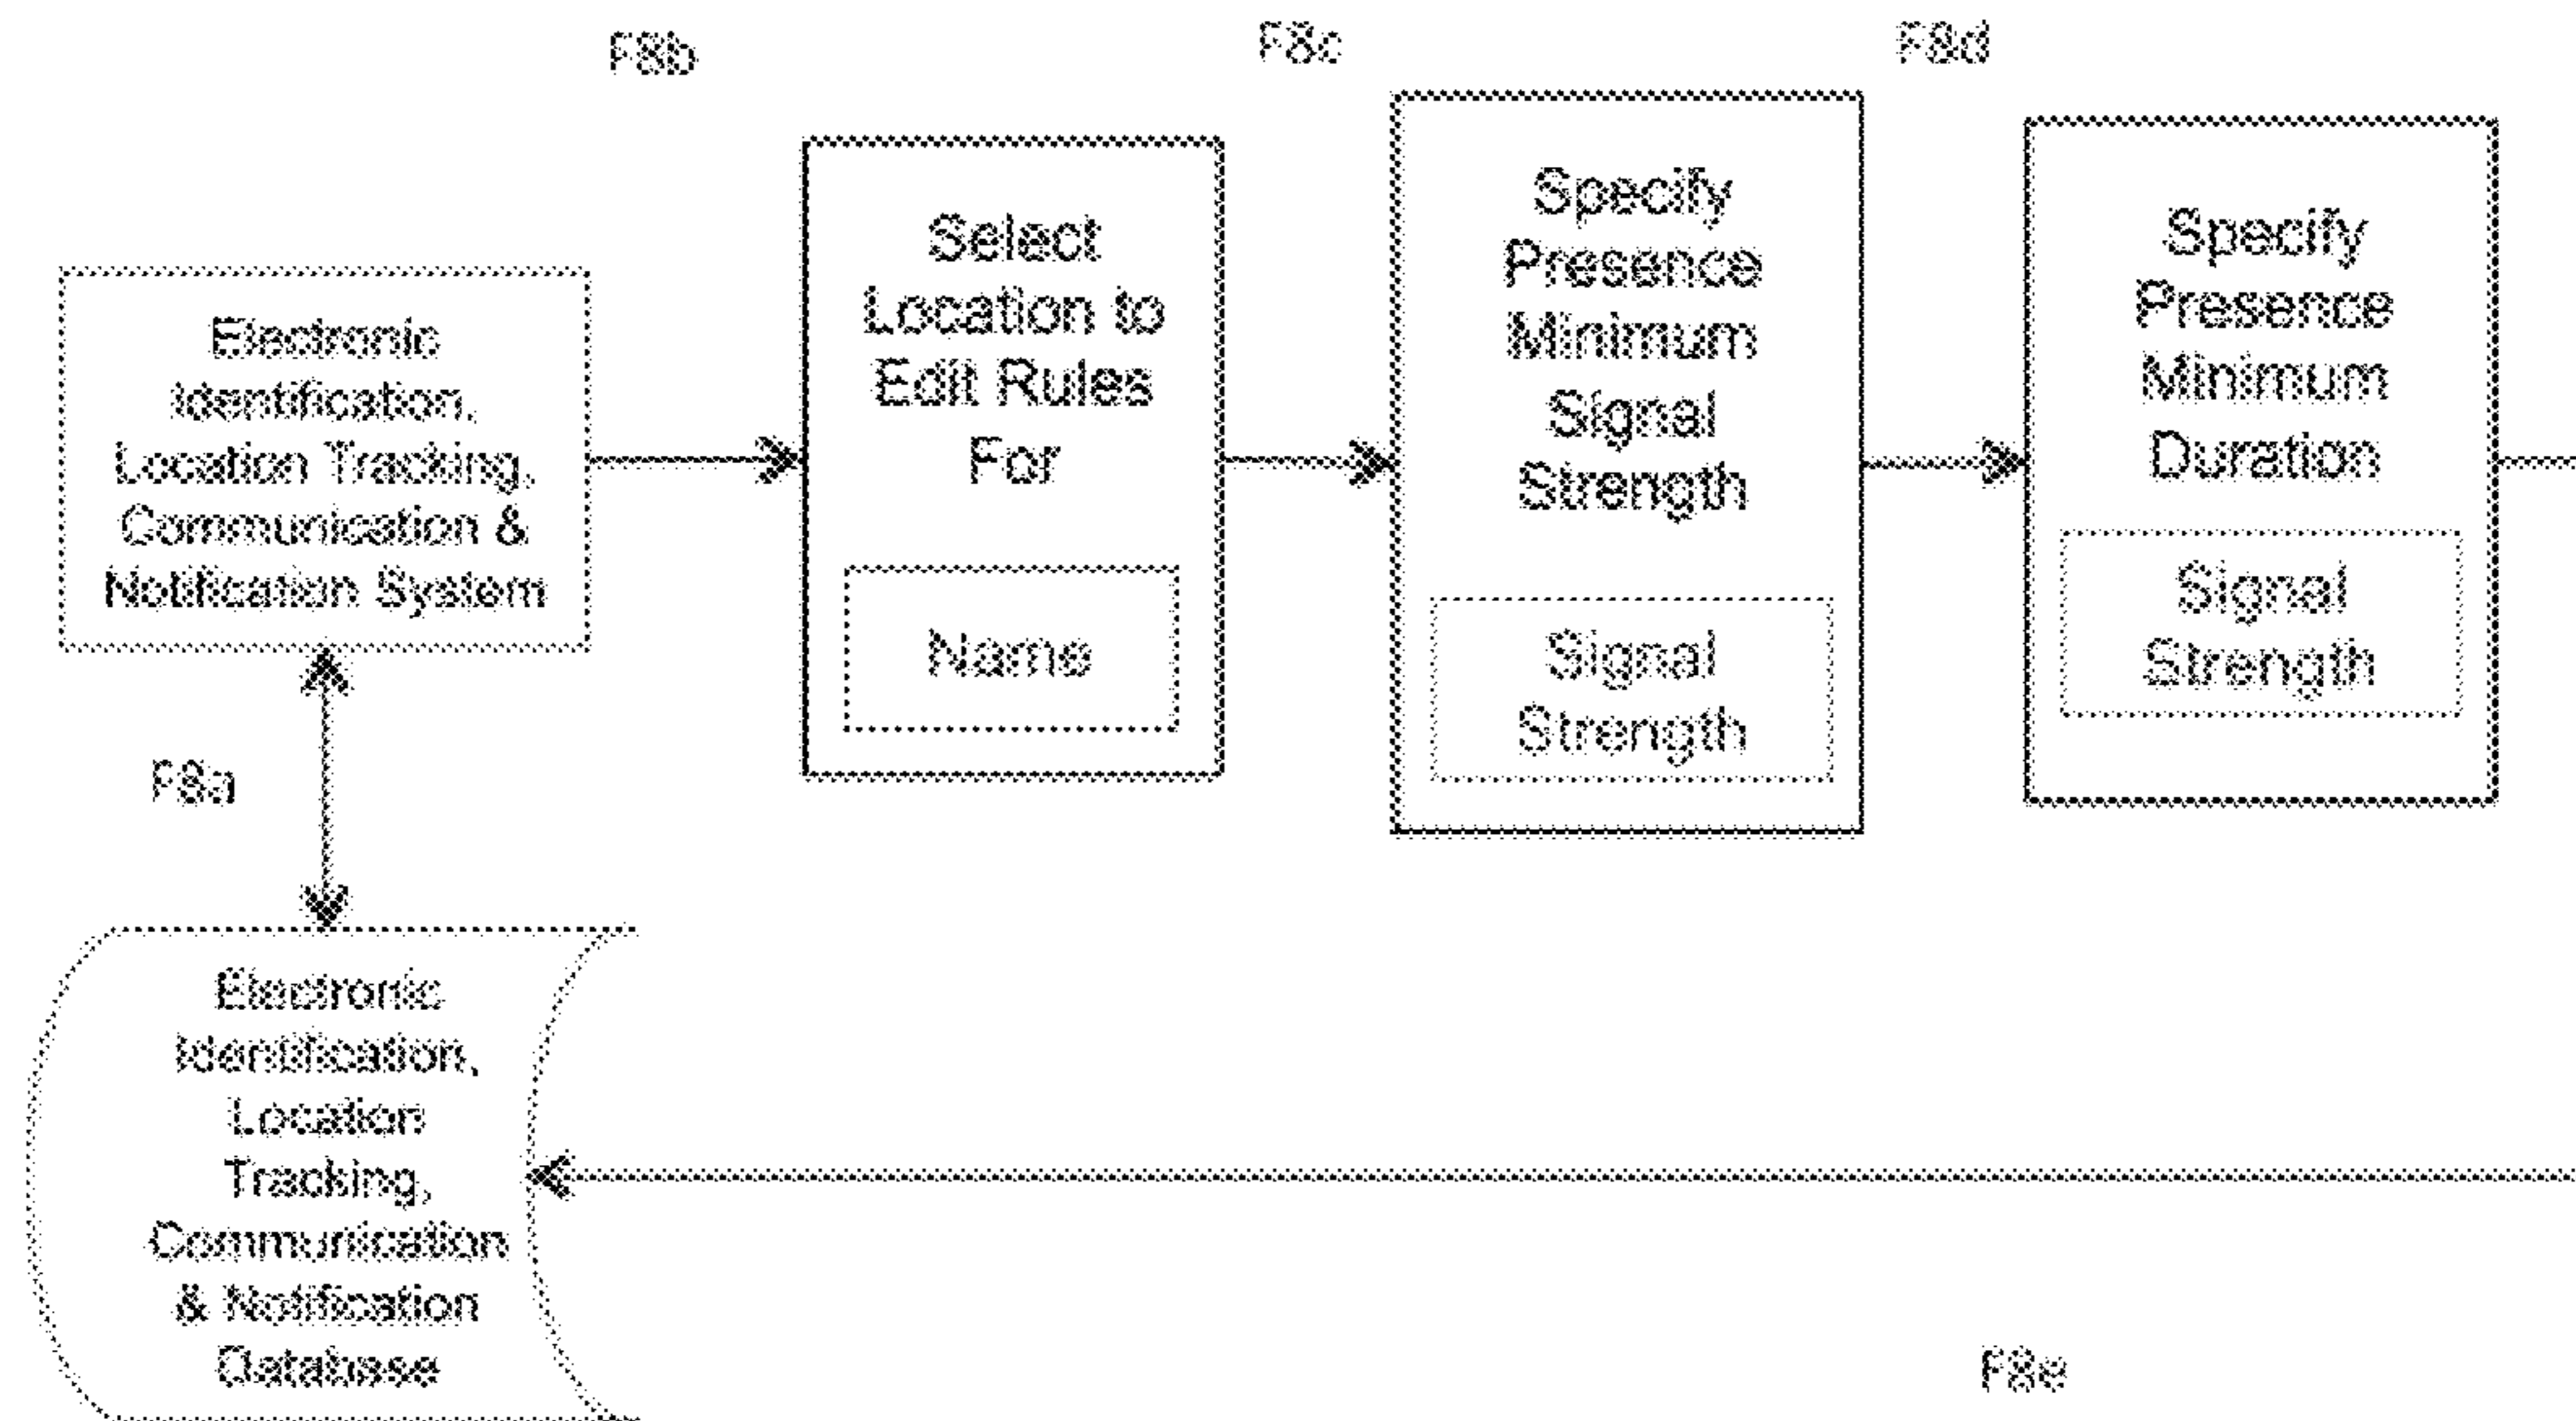 F8b
F8c
F8d
Electronic
Identification,
Location Tracking,
Communication &
Notification System
Select
Location to
Edit Rules
For
Name
Specify
Presence
Minimum
Signal
Strength
Signal
Strength
Specify
Presence
Minimum
Duration
Signal
Strength
F8a
Electronic
Identification,
Location
Tracking,
Communication
& Notification
Database
F8e